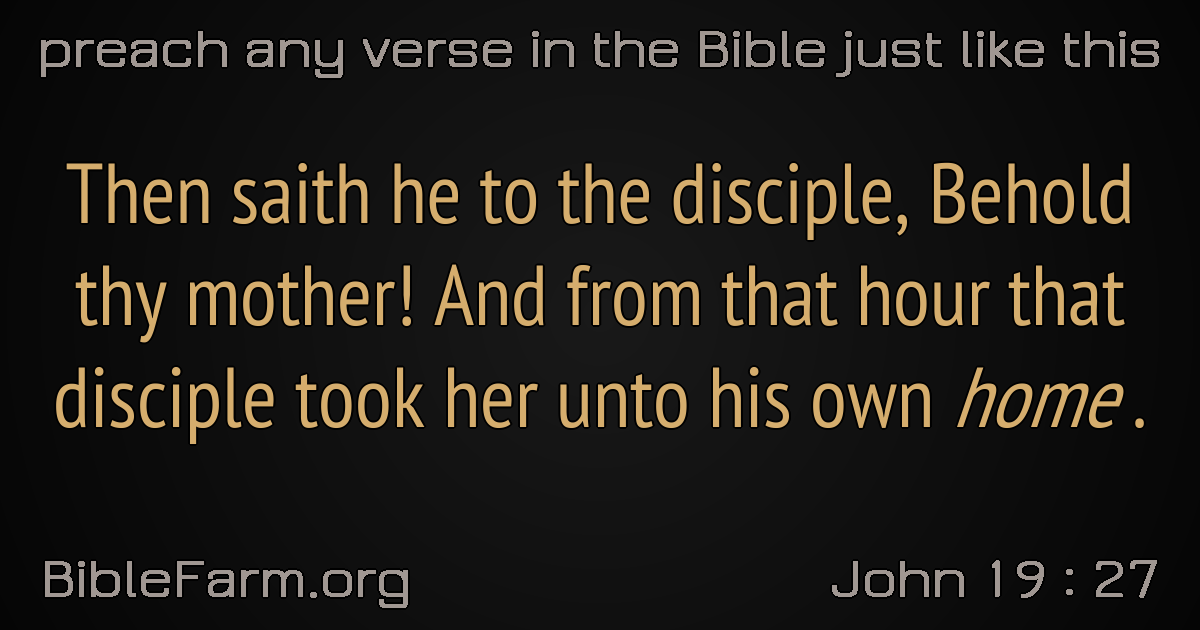 preach any verse in the Bible just like this
Then saith he to the disciple, Behold
thy mother! And from that hour that
disciple took her unto his own home .
BibleFarm.org
John 19 : 27